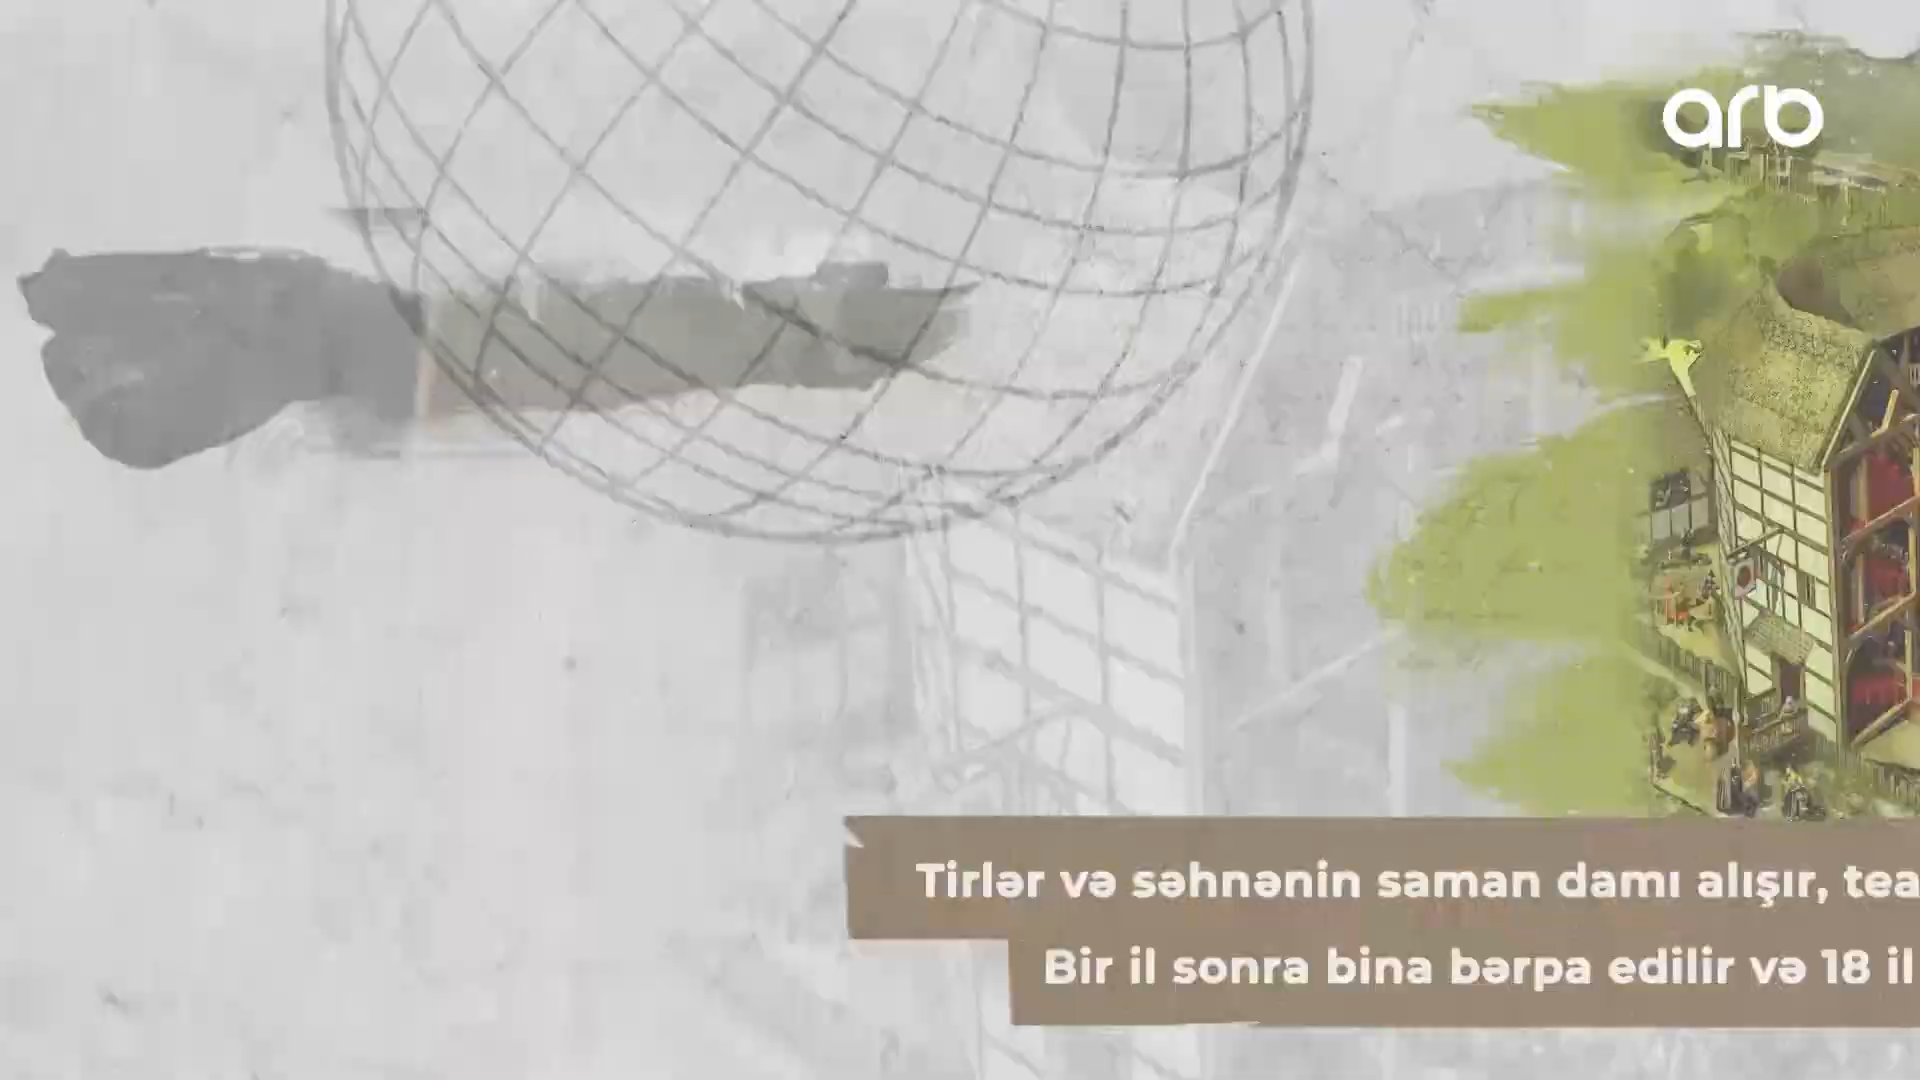 arb
Tirlər və səhnənin saman damı alışır, tea
Bir il sonra bina bərpa edilir və 18 il